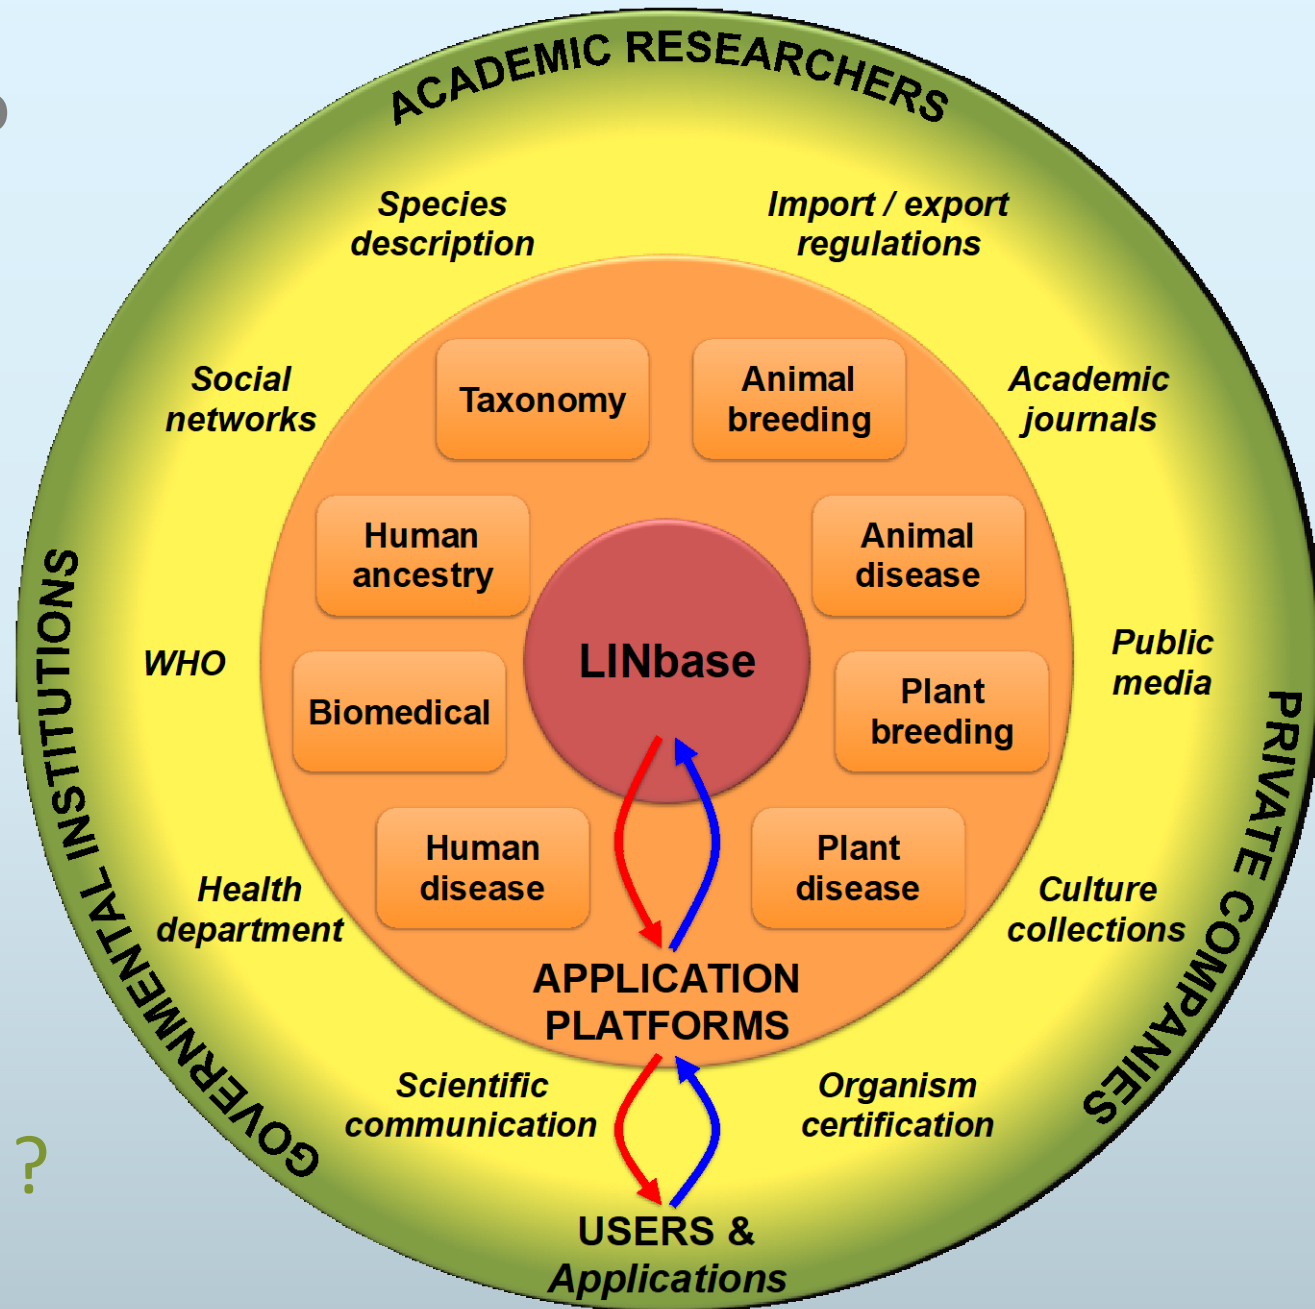 ACADEMIC RESEARCHERS
Species
description
Import / export
regulations
Social
networks
Taxonomy
Animal
breeding
Academic
journals
Human
ancestry
Animal
disease
GOVERNMENTAL INSTITUTIONS
WHO
LINbase
Public
media
PRIVATE COMPANIES
Biomedical
Plant
breeding
Human
disease
Plant
disease
Health
department
Culture
collections
APPLICATION
PLATFORMS
Scientific
communication
Organism
certification
?
USERS &
Applications